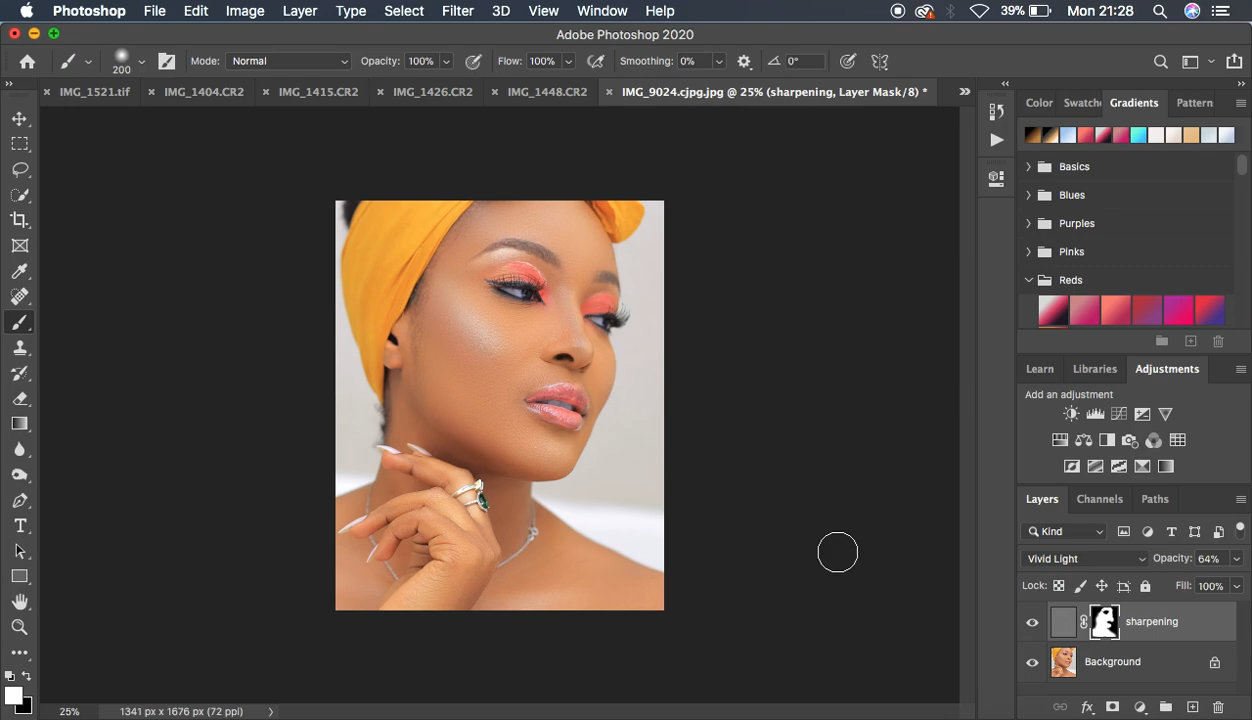 Photoshop File Edit Image Layer Type Select Filter 3D View Window Help 39% Mon 21:28
Adobe Photoshop 2020
200 Mode: Normal Opacity: 100% Flow: 100% Smoothing: 0% 0°
IMG_1521.tif IMG_1404.CR2 IMG_1415.CR2 IMG_1426.CR2 IMG_1448.CR2 IMG_9024.cjpg.jpg @ 25% (sharpening, Layer Mask/8) *
Color Swatche Gradients Pattern
Basics
Blues
Purples
Pinks
Reds
Learn Libraries Adjustments
Add an adjustment
Layers Channels Paths
Kind
Vivid Light Opacity: 64%
Lock: Fill: 100%
sharpening
Background
25% 1341 px x 1676 px (72 ppi)